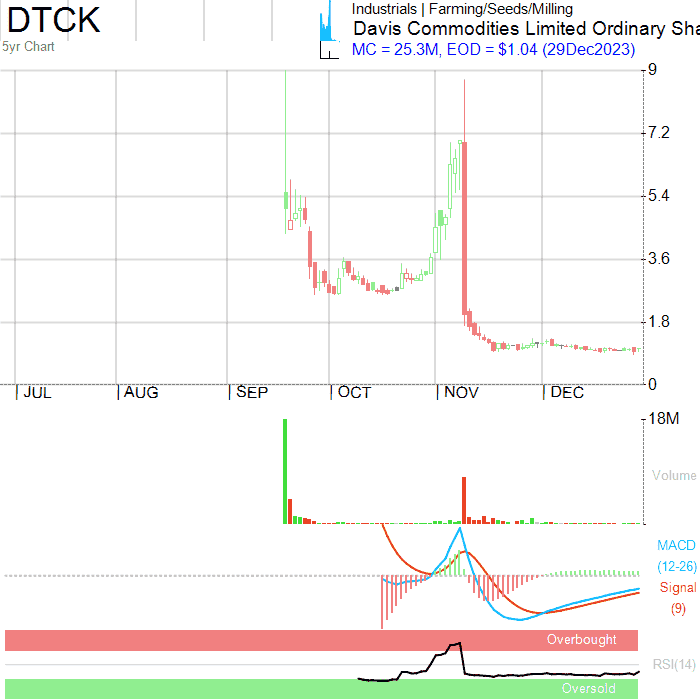 DTCK
Industrials | Farming/Seeds/Milling
Davis Commodities Limited Ordinary Sha
5yr Chart
MC = 25.3M, EOD = $1.04 (29Dec2023)
9
7.2
5.4
3.6
1.8
0
JUL AUG SEP OCT NOV DEC
18M
Volume
MACD
(12-26)
Signal
(9)
Overbought
RSI(14)
Oversold